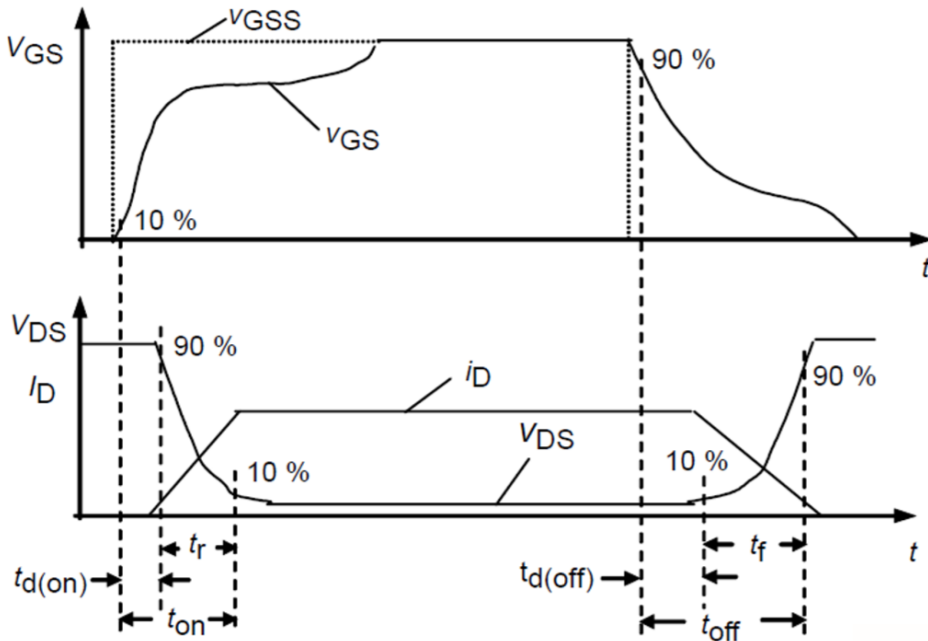 VGSS
VGS
90 %
vGS
10 %
t
VDS
90 %
ID
iD
90 %
VDS
10 %
10 %
tr
tf
t
td(on)
td(off)
ton
toff